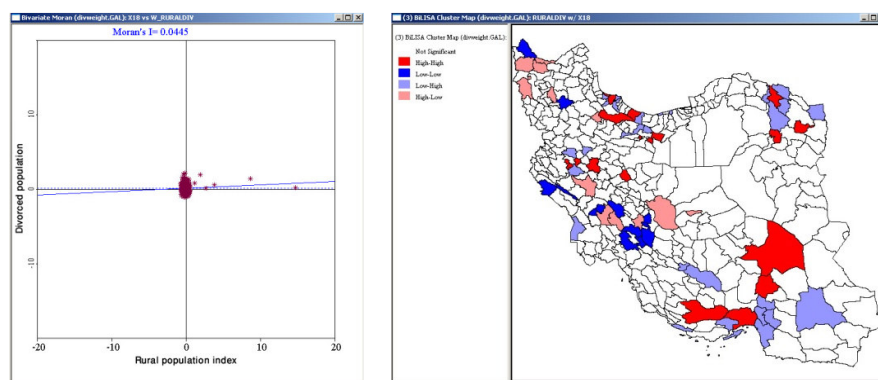 Bivariate Moran (divweight.GAL): X18 vs W_RURALDIV
Moran's I= 0.0445
Divorced population
10
0
-10
-20
-10
0
10
20
Rural population index
(3) BiLISA Cluster Map (divweight.GAL): RURALDIV w/ X18
(3) BiLISA Cluster Map (divweight.GAL): RURALDIV w/ X18
Not Significant
High-High
Low-Low
Low-High
High-Low